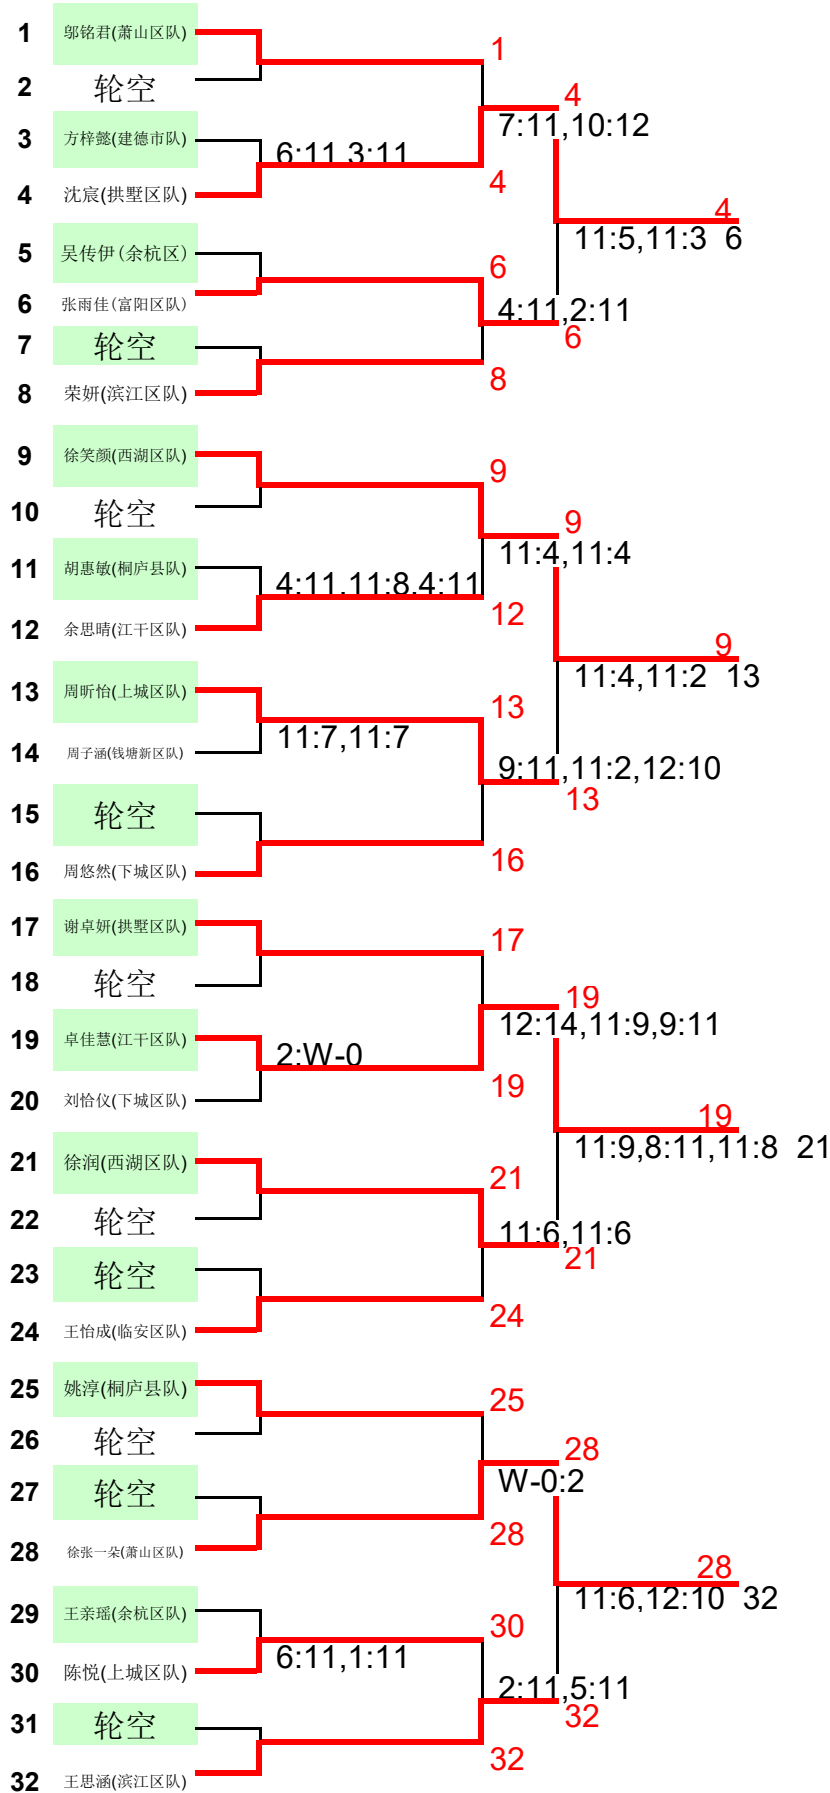 1 邬铭君(萧山区队)
1
2 轮空
4
7:11,10:12
3 方梓懿(建德市队)
6:11,3:11
4 沈宸(拱墅区队)
4
4
11:5,11:3 6
5 吴传伊(余杭区)
6
6 张雨佳(富阳区队)
4:11,2:11
6
7 轮空
8 荣妍(滨江区队)
8
9 徐笑颜(西湖区队)
9
10 轮空
9
11:4,11:4
11 胡惠敏(桐庐县队)
4:11,11:8,4:11
12 余思晴(江干区队)
12
9
11:4,11:2 13
13 周昕怡(上城区队)
13
11:7,11:7
14 周子涵(钱塘新区队)
9:11,11:2,12:10
13
15 轮空
16 周悠然(下城区队)
16
17 谢卓妍(拱墅区队)
17
18 轮空
19
12:14,11:9,9:11
19 卓佳慧(江干区队)
2:W-0
19
20 刘恰仪(下城区队)
19
11:9,8:11,11:8 21
21 徐润(西湖区队)
21
22 轮空
11:6,11:6
21
23 轮空
24 王怡成(临安区队)
24
25 姚淳(桐庐县队)
25
26 轮空
28
W-0:2
27 轮空
28 徐张一朵(萧山区队)
28
28
11:6,12:10 32
29 王亲瑶(余杭区队)
30
6:11,1:11
30 陈悦(上城区队)
2:11,5:11
32
31 轮空
32 王思涵(滨江区队)
32